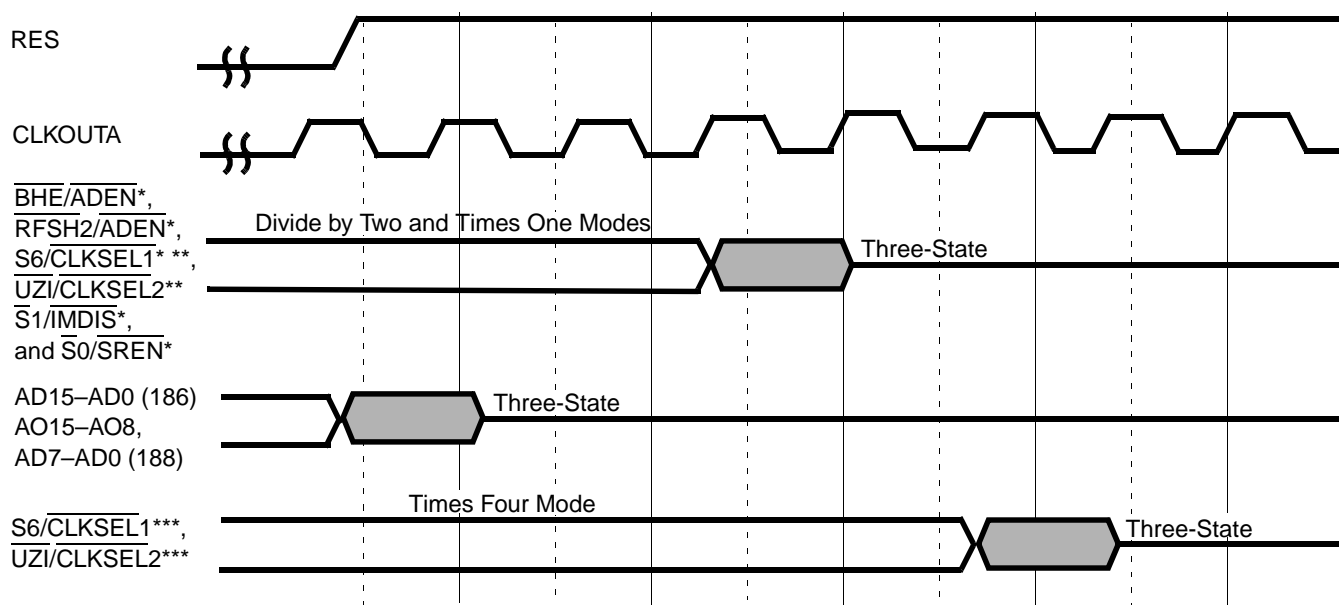 RES
CLKOUTA
BHE/ADEN*,
RFSH2/ADEN*,
S6/CLKSEL1* **,
UZI/CLKSEL2**
S1/IMDIS*,
and S0/SREN*
Divide by Two and Times One Modes
Three-State
AD15–AD0 (186)
AO15–AO8,
AD7–AD0 (188)
Three-State
Times Four Mode
S6/CLKSEL1***,
UZI/CLKSEL2***
Three-State